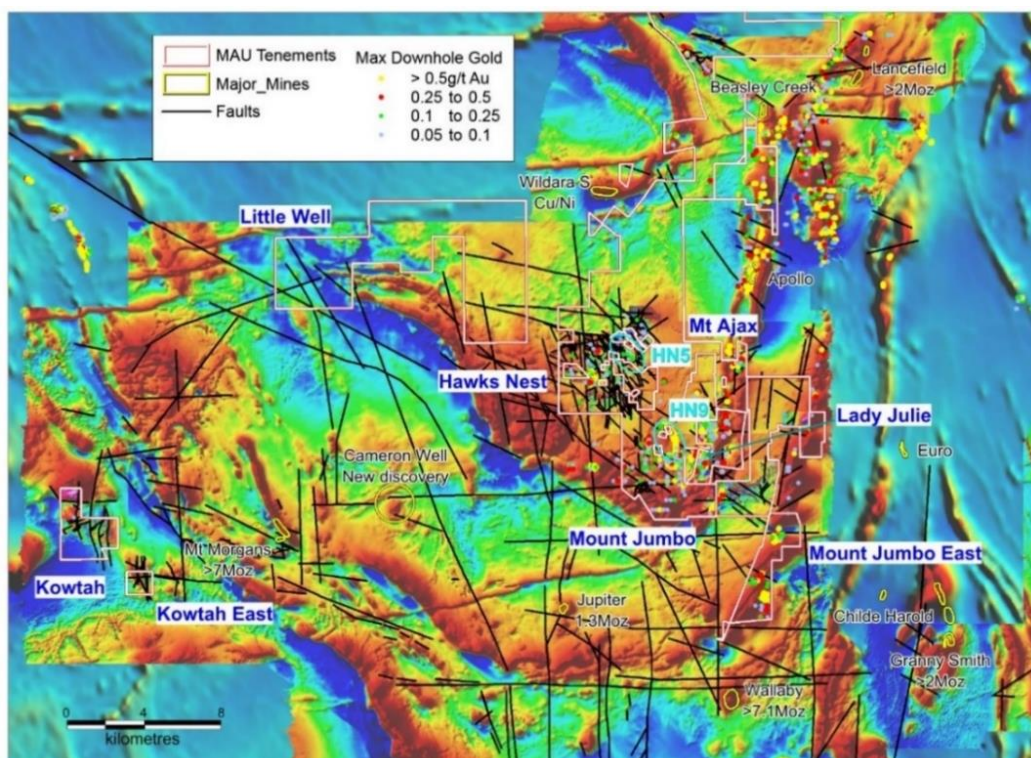 MAU Tenements
Major_Mines
Faults
Max Downhole Gold
> 0.5g/t Au
0.25 to 0.5
0.1 to 0.25
0.05 to 0.1
Lancefield
>2Moz
Beasley Creek
Wildara S
Cu/Ni
Little Well
Apollo
Mt Ajax
HN5
Hawks Nest
HN9
Lady Julie
Cameron Well
New discovery
Euro
Mount Jumbo
Mt Morgans
>7Moz
Mount Jumbo East
Kowtah
Kowtah East
Jupiter
1.3Moz
Childe Harold
Granny Smith
>2Moz
Wallaby
>7.1Moz
0 4 8
kilometres